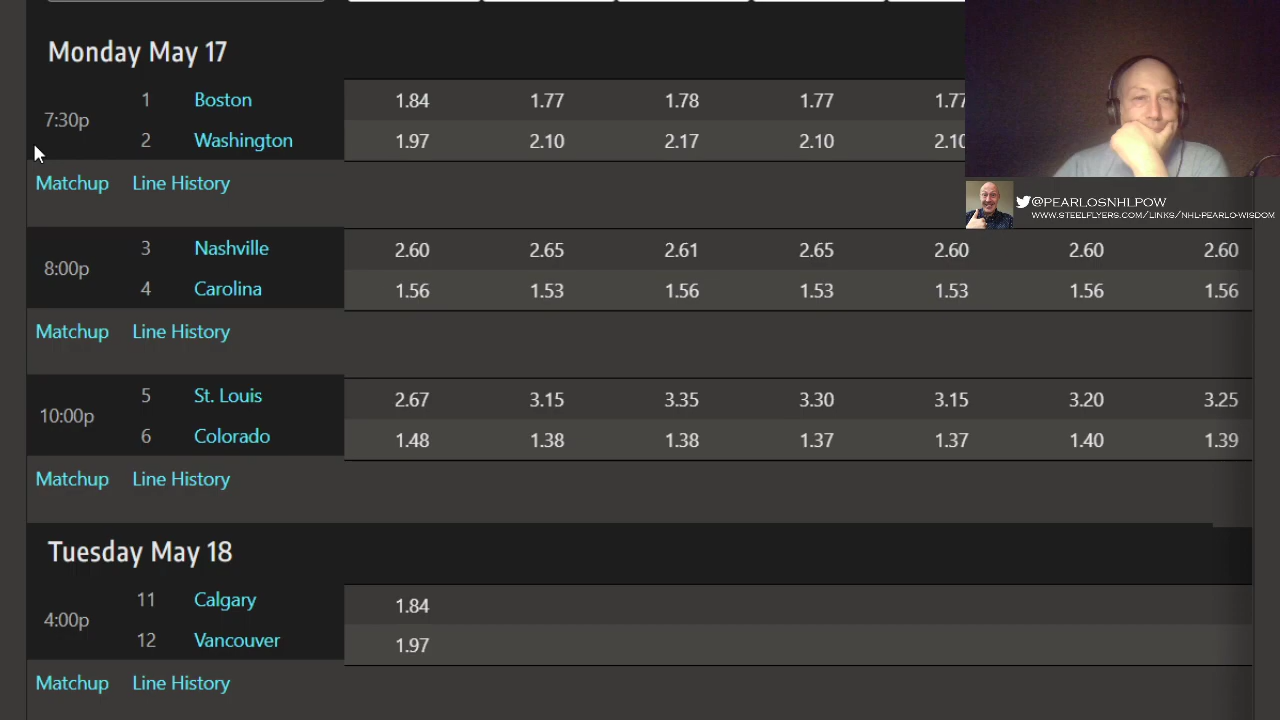 Monday May 17
7:30p
1 Boston 1.84 1.77 1.78 1.77 1.77
2 Washington 1.97 2.10 2.17 2.10 2.10
Matchup Line History
@PEARLOSNHLPOW
WWW.STEELFLYERS.COM/LINKS/NHL-PEARLO-WISDOM
8:00p
3 Nashville 2.60 2.65 2.61 2.65 2.60 2.60 2.60
4 Carolina 1.56 1.53 1.56 1.53 1.53 1.56 1.56
Matchup Line History
10:00p
5 St. Louis 2.67 3.15 3.35 3.30 3.15 3.20 3.25
6 Colorado 1.48 1.38 1.38 1.37 1.37 1.40 1.39
Matchup Line History
Tuesday May 18
4:00p
11 Calgary 1.84
12 Vancouver 1.97
Matchup Line History